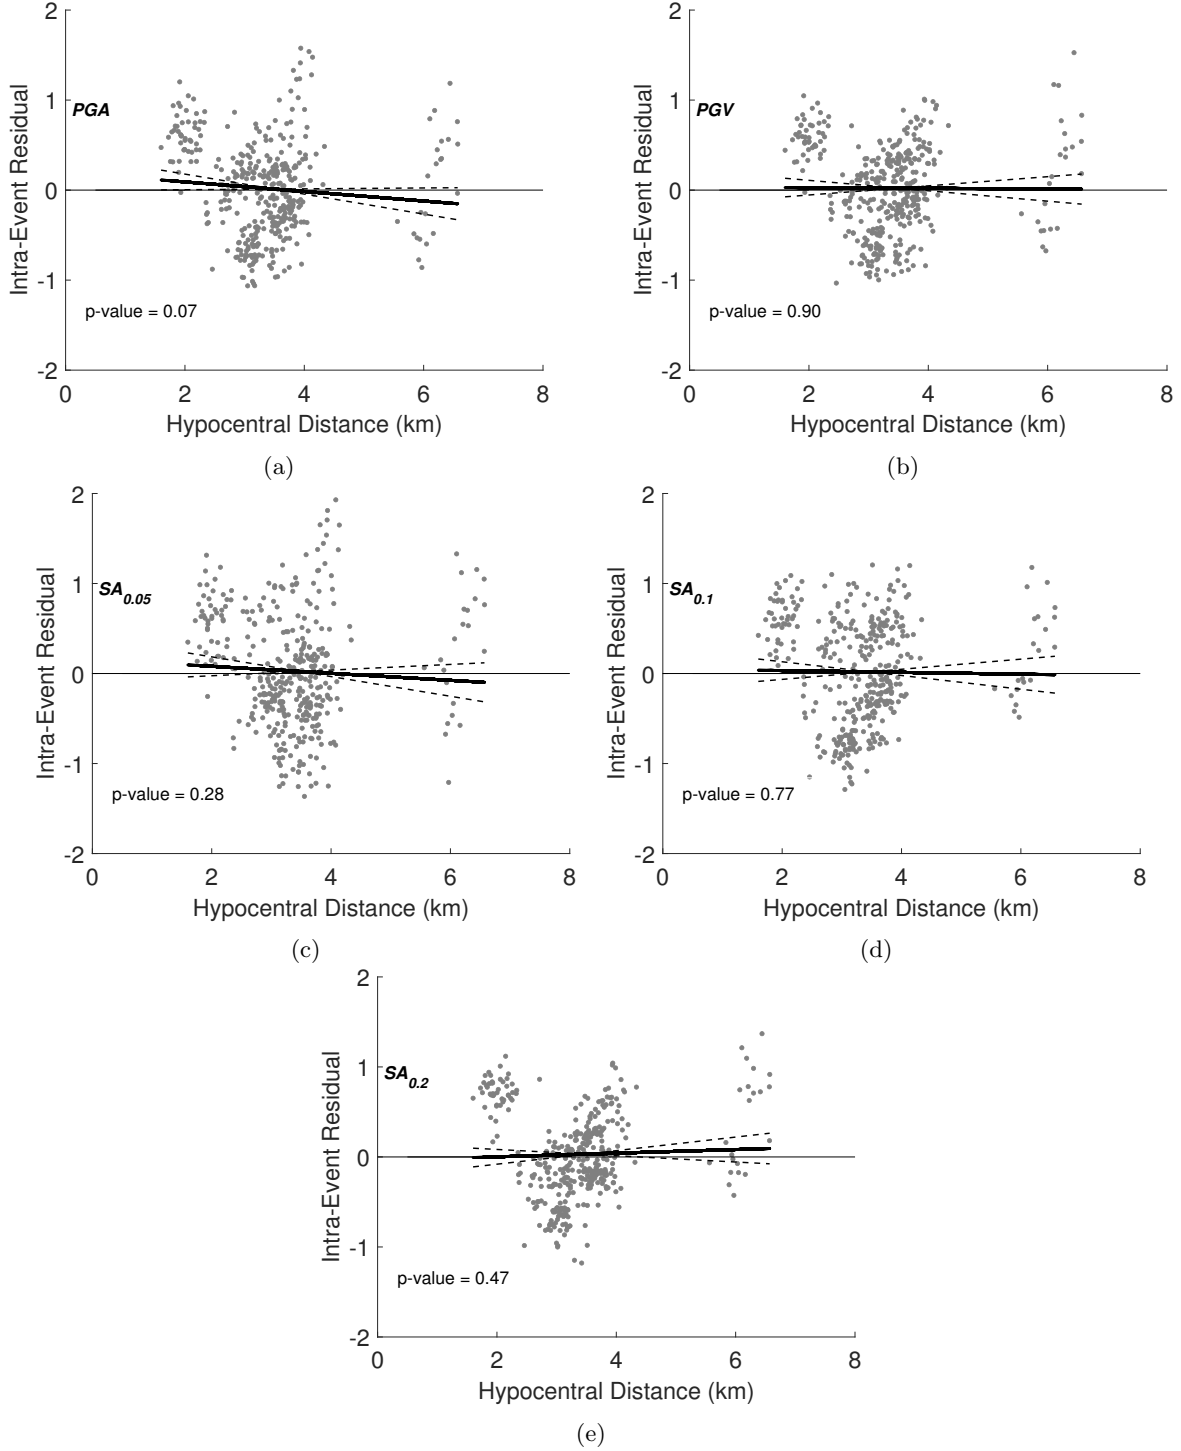 2
1
0
-1
-2
Intra-Event Residual
PGA
p-value = 0.07
0 2 4 6 8
Hypocentral Distance (km)
(a)
2
1
0
-1
-2
Intra-Event Residual
PGV
p-value = 0.90
0 2 4 6 8
Hypocentral Distance (km)
(b)
2
1
0
-1
-2
Intra-Event Residual
SA0.05
p-value = 0.28
0 2 4 6 8
Hypocentral Distance (km)
(c)
2
1
0
-1
-2
Intra-Event Residual
SA0.1
p-value = 0.77
0 2 4 6 8
Hypocentral Distance (km)
(d)
2
1
0
-1
-2
Intra-Event Residual
SA0.2
p-value = 0.47
0 2 4 6 8
Hypocentral Distance (km)
(e)